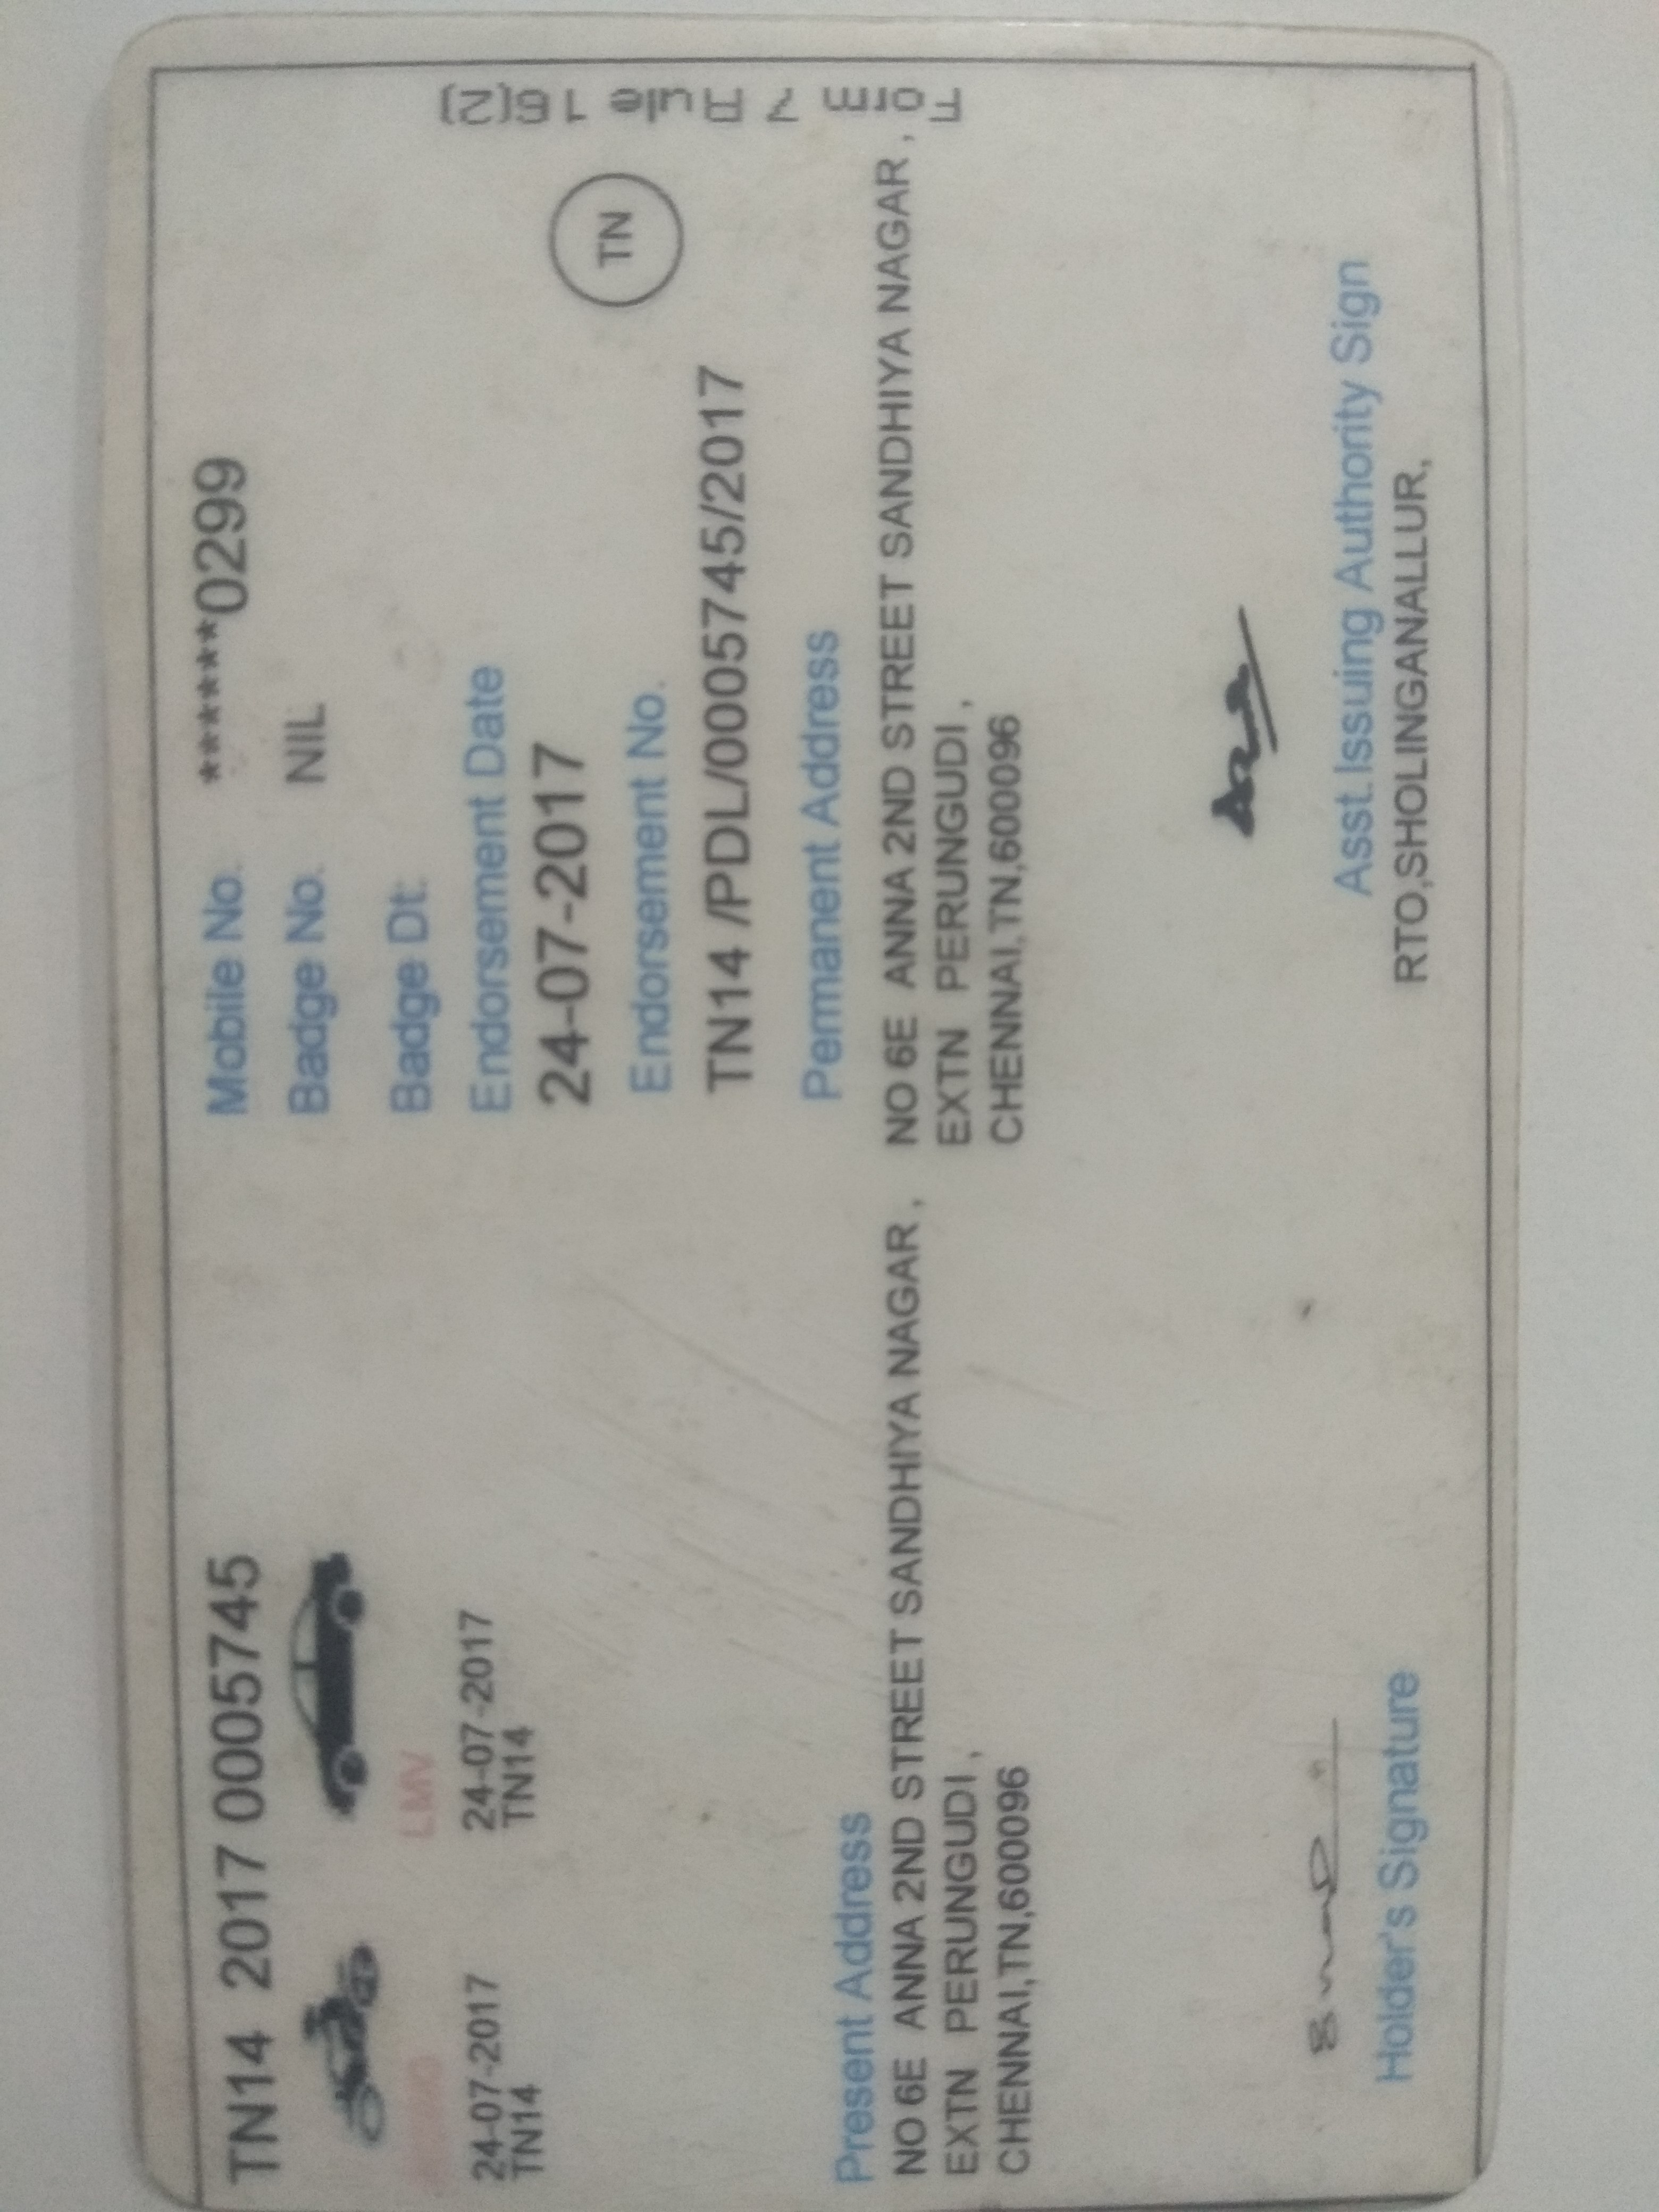 TN14 2017 0005745
LMV
24-07-2017
TN14
24-07-2017
TN14
Mobile No. ******0299
Badge No. NIL
Badge Dt.
Endorsement Date
24-07-2017
TN
Endorsement No.
TN14 /PDL/0005745/2017
Form 7 Rule 16(2)
Present Address
NO 6E ANNA 2ND STREET SANDHIYA NAGAR ,
EXTN PERUNGUDI ,
CHENNAI,TN,600096
Permanent Address
NO 6E ANNA 2ND STREET SANDHIYA NAGAR ,
EXTN PERUNGUDI ,
CHENNAI,TN,600096
Holder's Signature
Asst.Issuing Authority Sign
RTO,SHOLINGANALLUR,